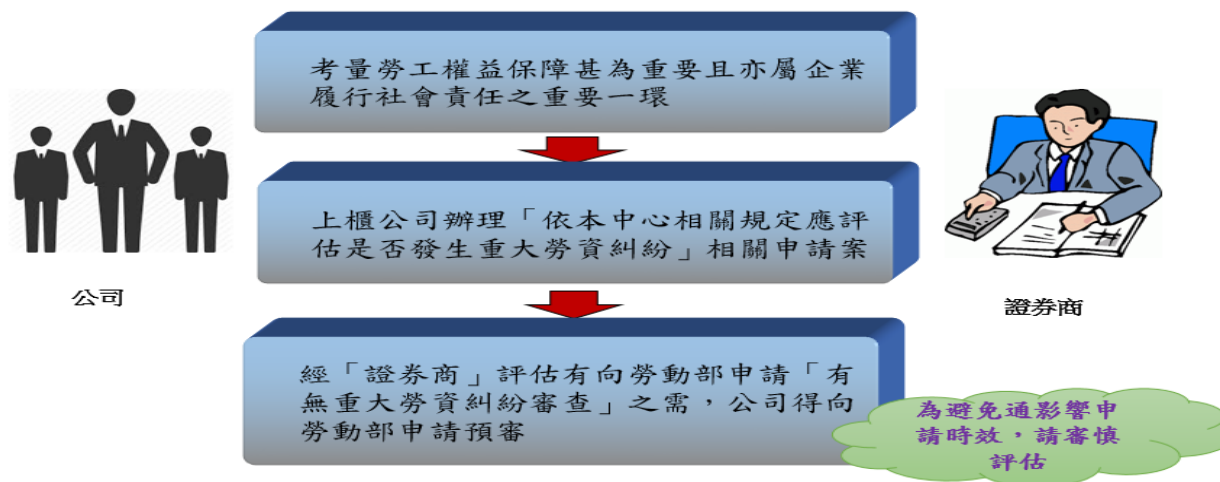 考量勞工權益保障甚為重要且亦屬企業
履行社會責任之重要一環
上櫃公司辦理「依本中心相關規定應評
估是否發生重大勞資糾紛」相關申請案
公司
證券商
經「證券商」評估有向勞動部申請「有
無重大勞資糾紛審查」之需，公司得向
勞動部申請預審
為避免通影響申
請時效，請審慎
評估